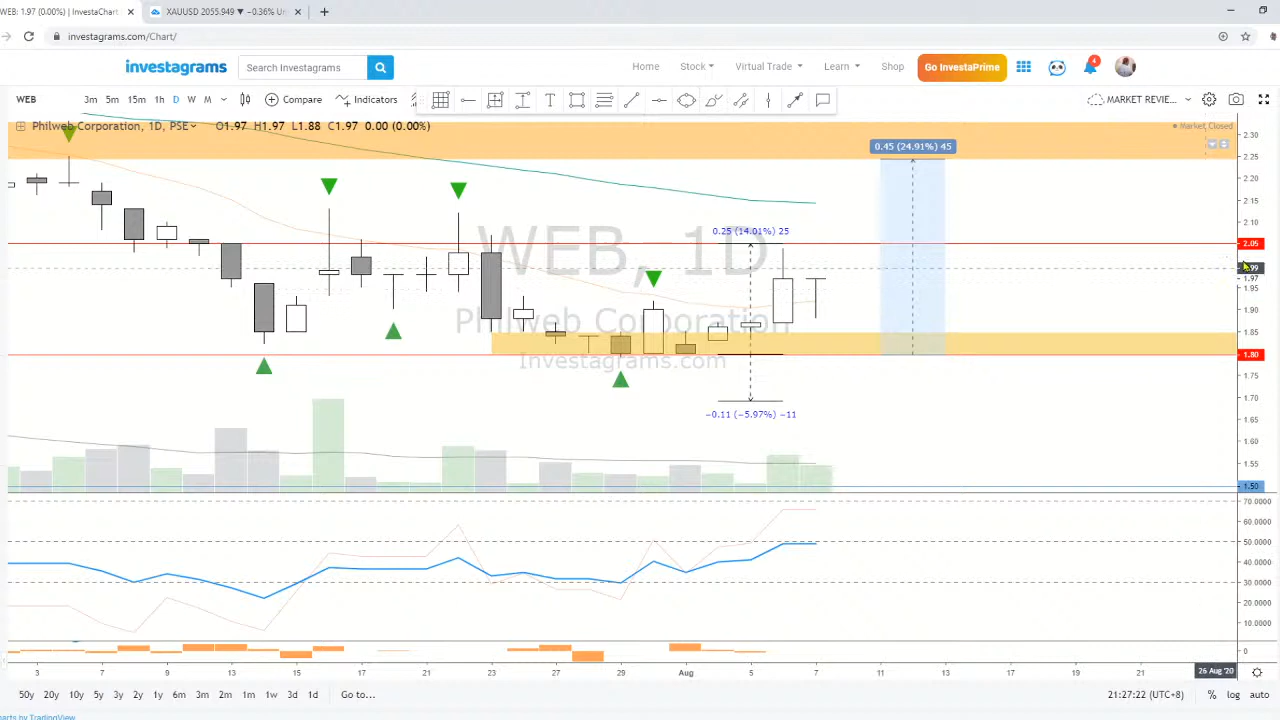 WEB: 1.97 (0.00%) | InvestaChart
XAUUSD 2055.949 ▼ −0.36% Un
investagrams.com/Chart/
investagrams
Search Investagrams
Home
Stock
Virtual Trade
Learn
Shop
Go InvestaPrime
4
WEB
3m 5m 15m 1h D W M
Compare
Indicators
MARKET REVIE...
Philweb Corporation, 1D, PSE
O1.97 H1.97 L1.88 C1.97 0.00 (0.00%)
Market Closed
2.30
2.25
2.20
2.15
2.10
2.05
1.99
1.97
1.95
1.90
1.85
1.80
1.75
1.70
1.65
1.60
1.55
1.50
0.45 (24.91%) 45
0.25 (14.01%) 25
−0.11 (−5.97%) −11
WEB, 1D
Philweb Corporation
Investagrams.com
70.0000
60.0000
50.0000
40.0000
30.0000
20.0000
10.0000
0
3 7 9 13 15 17 21 23 27 29 Aug 5 7 11 13 17 19 21
26 Aug '20
50y 20y 10y 5y 3y 2y 1y 6m 3m 2m 1m 1w 3d 1d
Go to...
21:27:22 (UTC+8)
% log auto
arts by TradingView